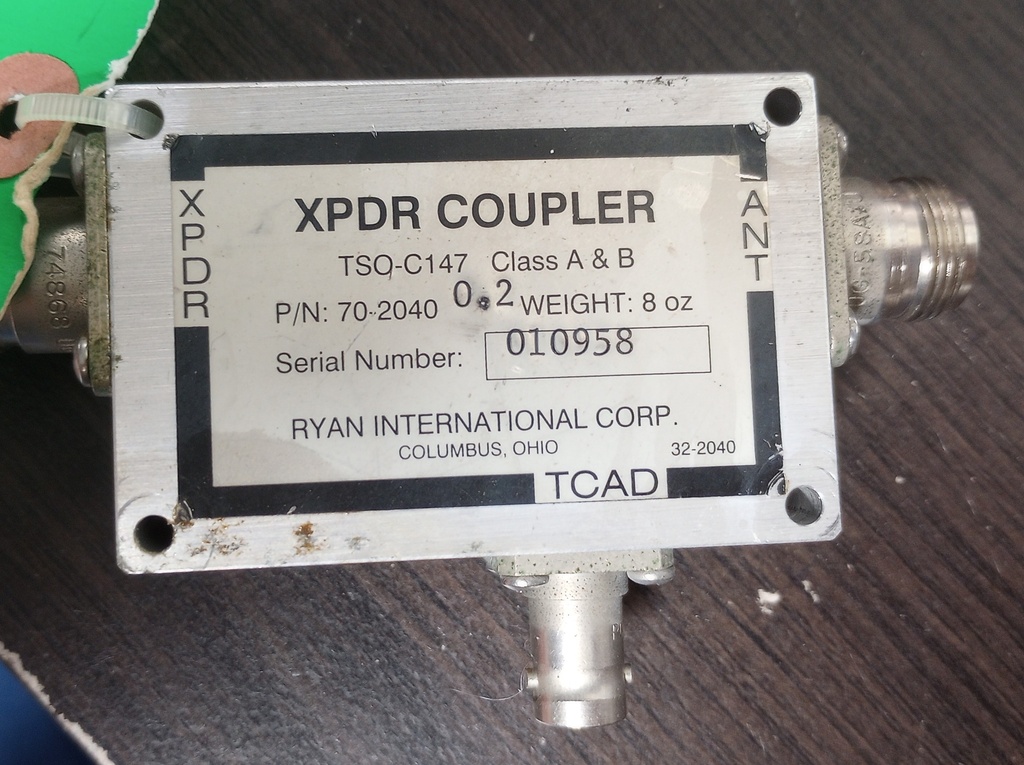 XPDR
XPDR COUPLER
ANT
TSO-C147 Class A & B
P/N: 70-2040 0.2 WEIGHT: 8 oz
Serial Number: 010958
RYAN INTERNATIONAL CORP.
COLUMBUS, OHIO
32-2040
TCAD
74868